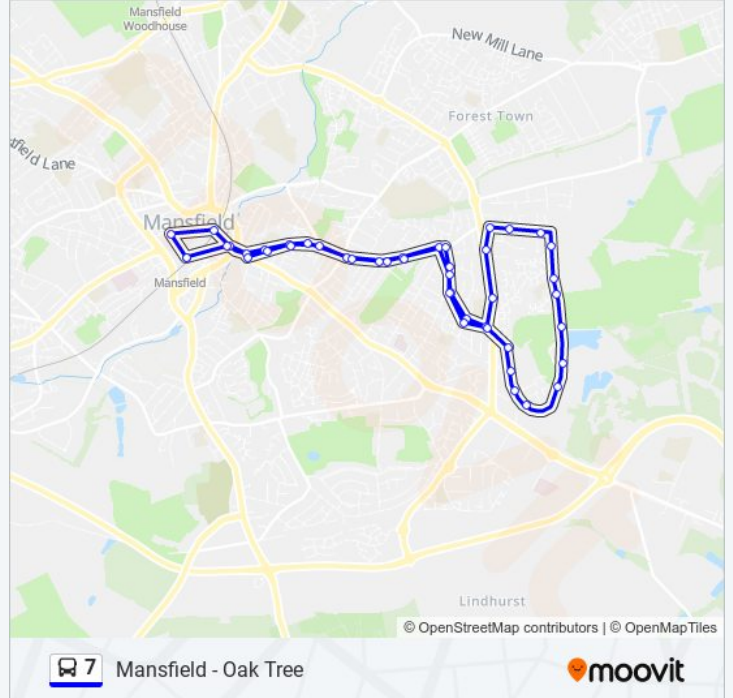 Mansfield
Woodhouse
New Mill Lane
Forest Town
tfield Lane
Mansfield
Mansfield
Lindhurst
© OpenStreetMap contributors | © OpenMapTiles
7 Mansfield - Oak Tree
moovit